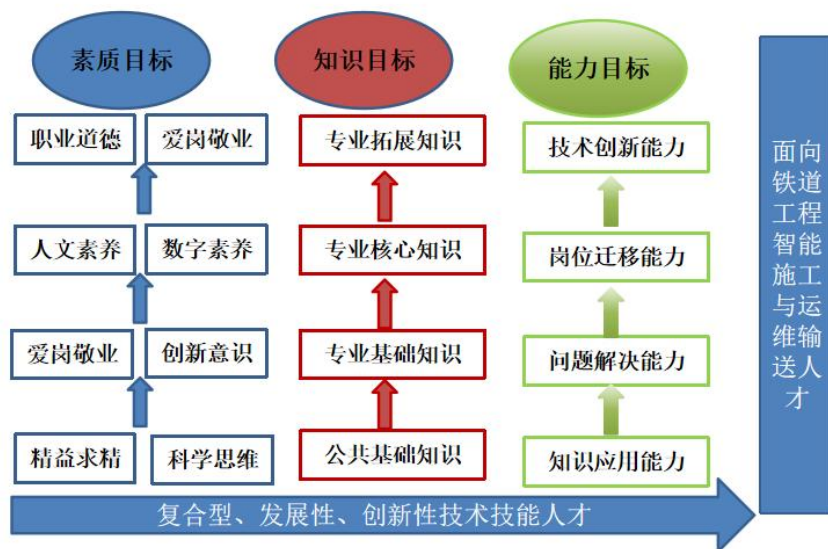 素质目标
知识目标
能力目标
职业道德
爱岗敬业
专业拓展知识
技术创新能力
人文素养
数字素养
专业核心知识
岗位迁移能力
爱岗敬业
创新意识
专业基础知识
问题解决能力
精益求精
科学思维
公共基础知识
知识应用能力
复合型、发展性、创新性技术技能人才
面向
铁道
工程
智能
施工
与运
维输
送人
才